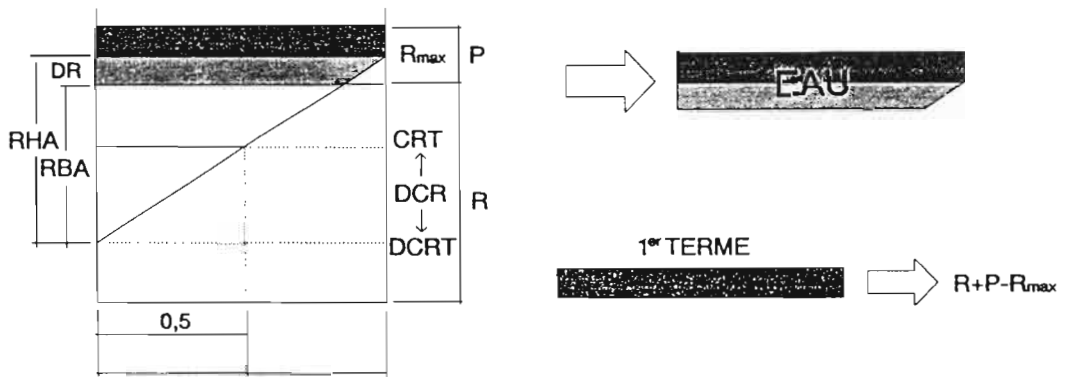 Rmax
P
DR
RHA
RBA
CRT
DCR
R
DCRT
0,5
EAU
1er TERME
R+P-Rmax